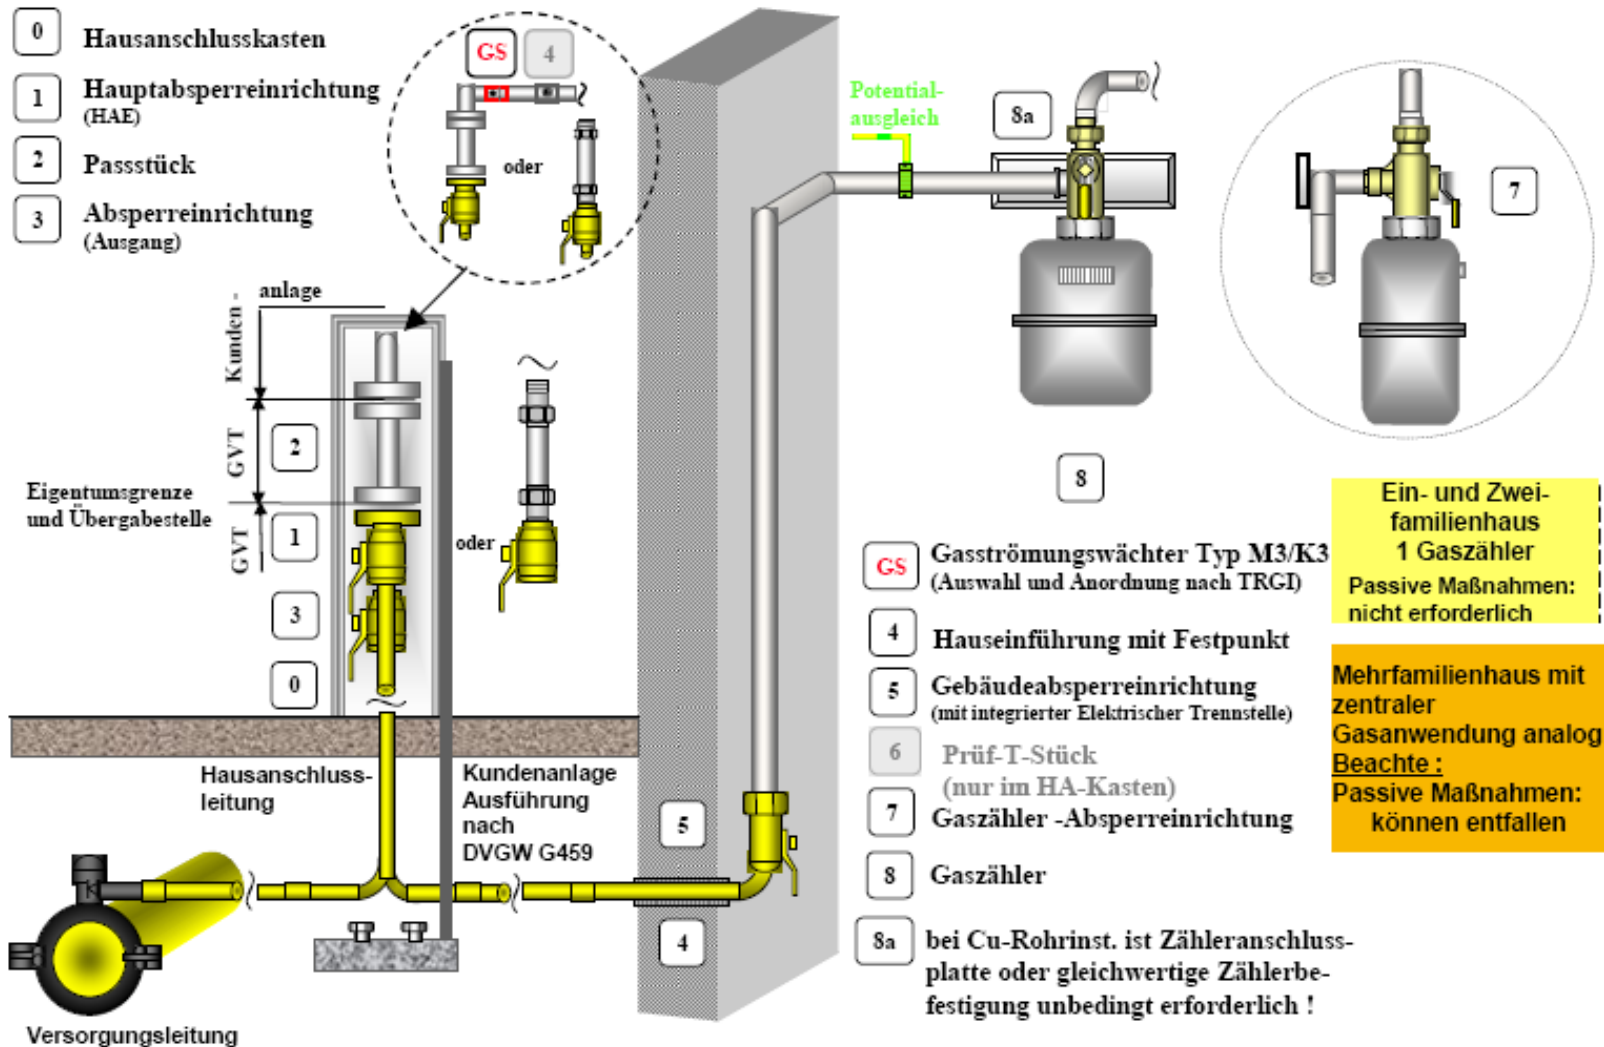 0 Hausanschlusskasten
1 Hauptabsperreinrichtung
(HAE)
2 Passstück
3 Absperreinrichtung
(Ausgang)
GS 4
oder
Potential-
ausgleich
8a
7
8
anlage
Kunden -
GVT
2
Eigentumsgrenze
und Übergabestelle
GVT
1
oder
3
0
Hausanschluss-
leitung
Kundenanlage
Ausführung
nach
DVGW G459
5
4
Versorgungsleitung
GS Gasströmungswächter Typ M3/K3
(Auswahl und Anordnung nach TRGI)
4 Hauseinführung mit Festpunkt
5 Gebäudeabsperreinrichtung
(mit integrierter Elektrischer Trennstelle)
6 Prüf-T-Stück
(nur im HA-Kasten)
7 Gaszähler -Absperreinrichtung
8 Gaszähler
8a bei Cu-Rohrinst. ist Zähleranschluss-
platte oder gleichwertige Zählerbe-
festigung unbedingt erforderlich !
Ein- und Zwei-
familienhaus
1 Gaszähler
Passive Maßnahmen:
nicht erforderlich
Mehrfamilienhaus mit
zentraler
Gasanwendung analog
Beachte :
Passive Maßnahmen:
können entfallen